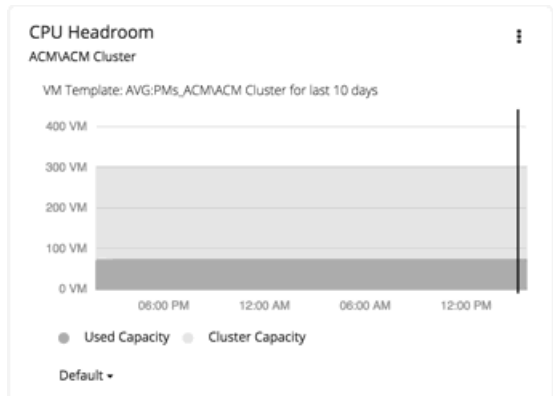 CPU Headroom
ACM\ACM Cluster
VM Template: AVG:PMs_ACM\ACM Cluster for last 10 days
400 VM
300 VM
200 VM
100 VM
0 VM
06:00 PM 12:00 AM 06:00 AM 12:00 PM
Used Capacity Cluster Capacity
Default